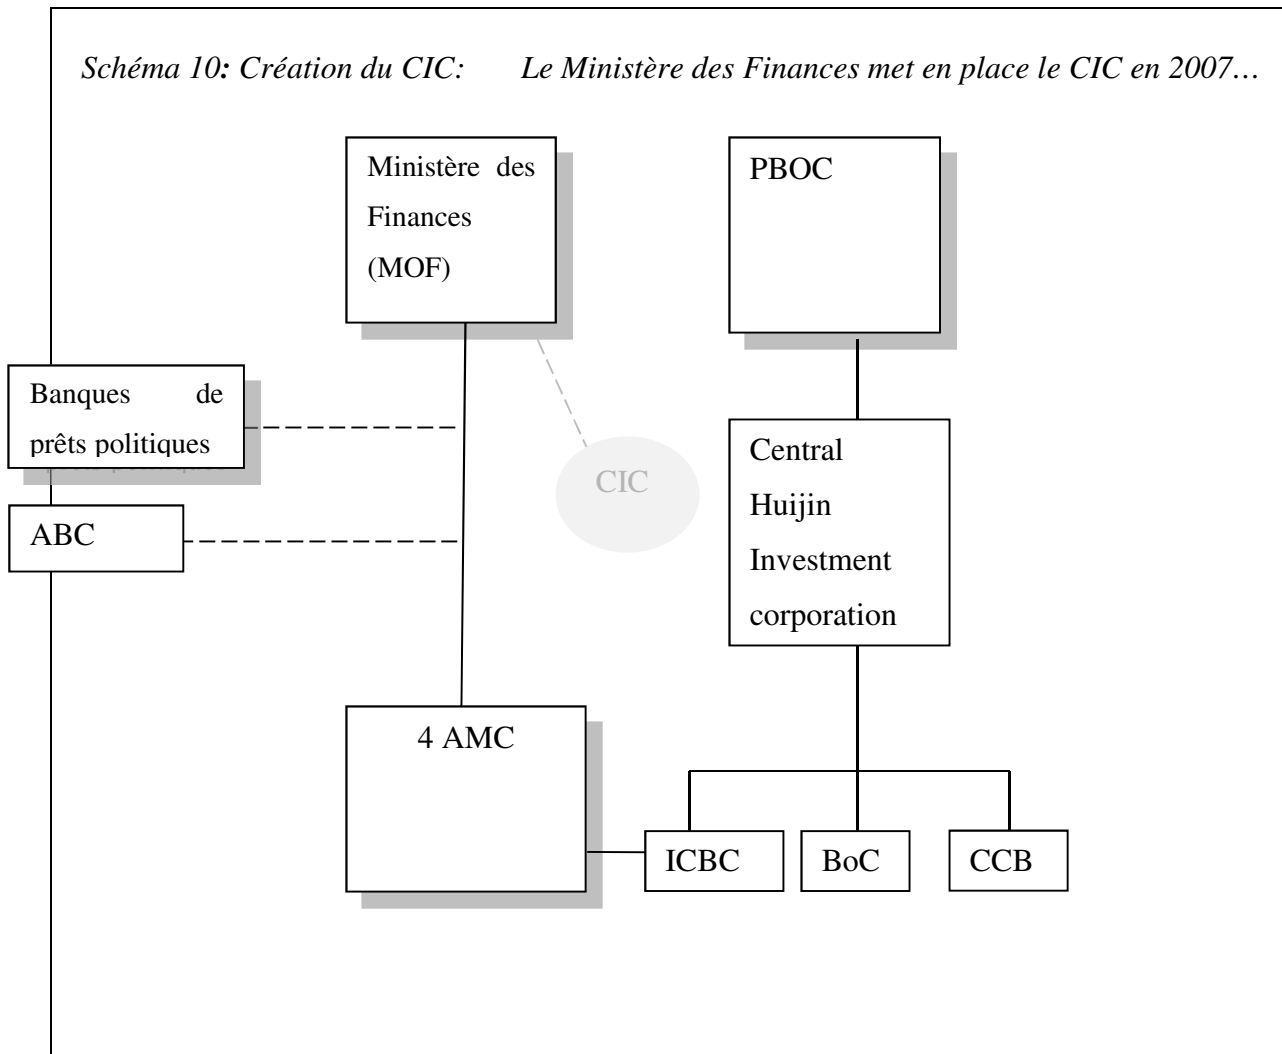 Schéma 10: Création du CIC: Le Ministère des Finances met en place le CIC en 2007…
Ministère des
Finances
(MOF)
PBOC
Banques de
prêts politiques
ABC
CIC
Central
Huijin
Investment
corporation
4 AMC
ICBC
BoC
CCB